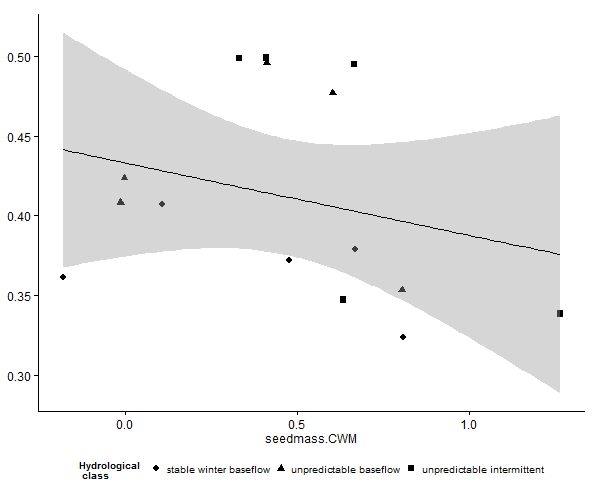 0.50
0.45
0.40
0.35
0.30
0.0 0.5 1.0
seedmass.CWM
Hydrological
class
stable winter baseflow unpredictable baseflow unpredictable intermittent